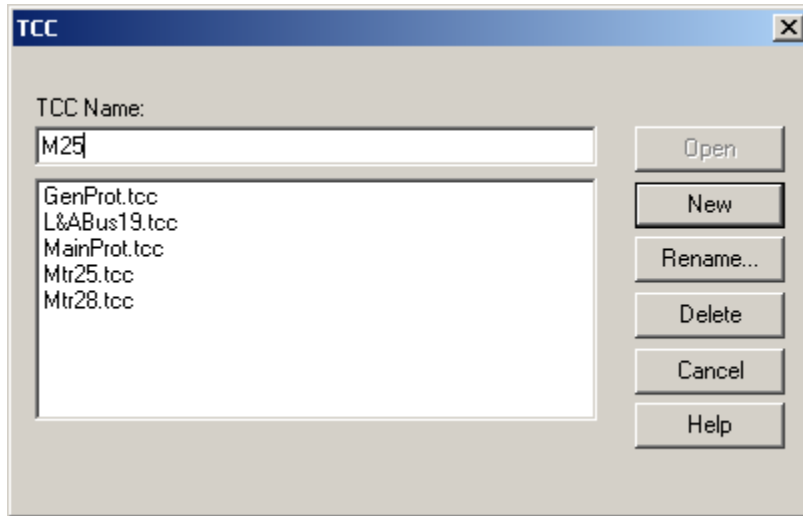 TCC
TCC Name:
M25
Open
GenProt.tcc
L&ABus19.tcc
MainProt.tcc
Mtr25.tcc
Mtr28.tcc
New
Rename...
Delete
Cancel
Help